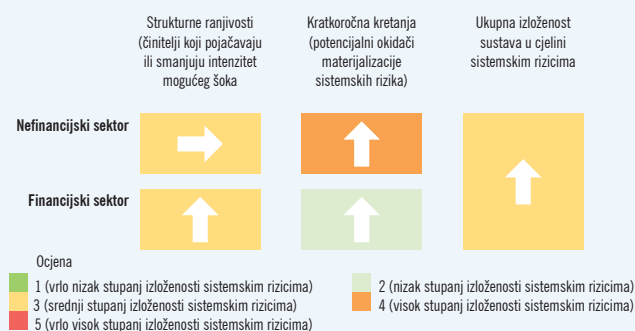 Strukturne ranjivosti
(činitelji koji pojačavaju
ili smanjuju intenzitet
mogućeg šoka
Kratkoročna kretanja
(potencijalni okidači
materijalizacije
sistemskih rizika)
Ukupna izloženost
sustava u cjelini
sistemskim rizicima
Nefinancijski sektor
Financijski sektor
Ocjena
1 (vrlo nizak stupanj izloženosti sistemskim rizicima)
2 (nizak stupanj izloženosti sistemskim rizicima)
3 (srednji stupanj izloženosti sistemskim rizicima)
4 (visok stupanj izloženosti sistemskim rizicima)
5 (vrlo visok stupanj izloženosti sistemskim rizicima)